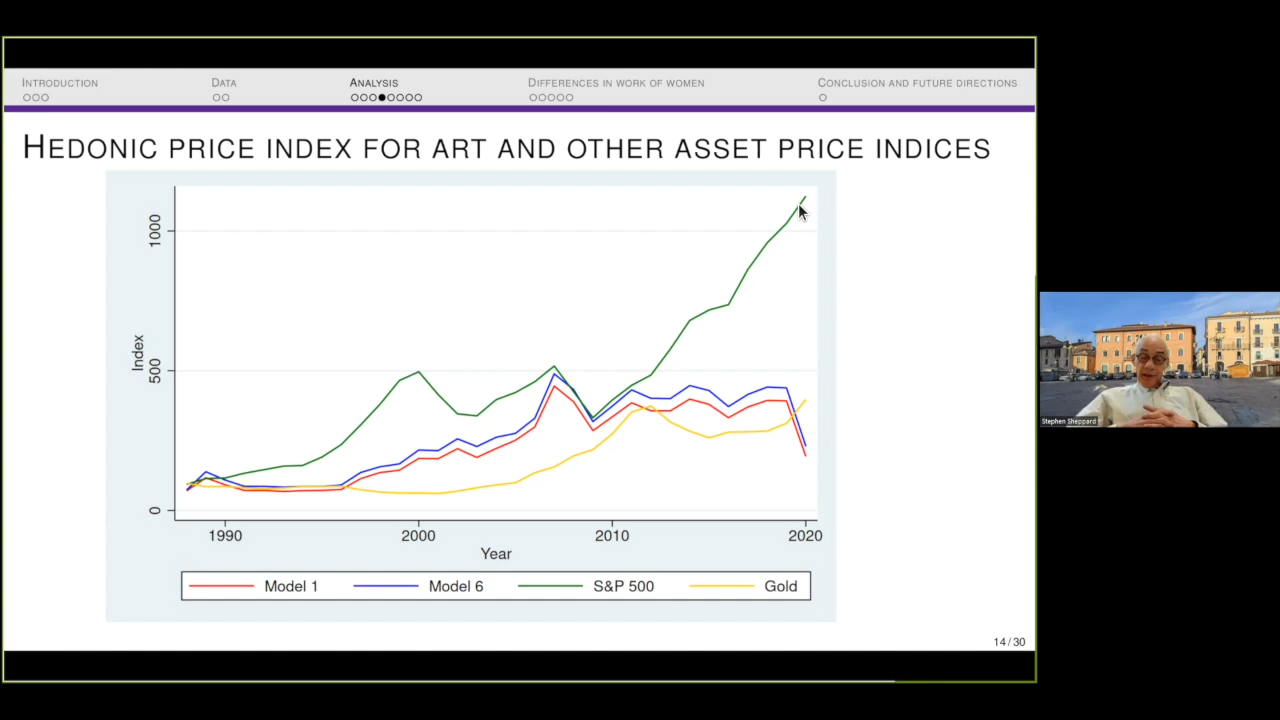 INTRODUCTION DATA ANALYSIS DIFFERENCES IN WORK OF WOMEN CONCLUSION AND FUTURE DIRECTIONS
HEDONIC PRICE INDEX FOR ART AND OTHER ASSET PRICE INDICES
1000
500
0
Index
1990 2000 2010 2020
Year
Model 1 Model 6 S&P 500 Gold
14/30
Stephen Sheppard